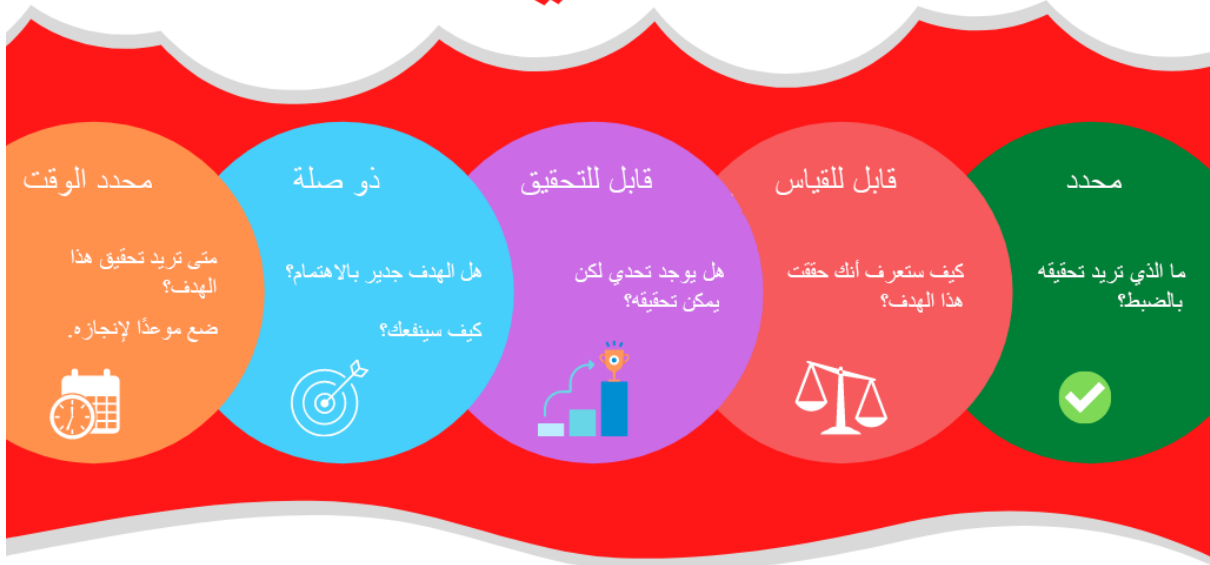 محدد
ما الذي تريد تحقيقه
بالضبط؟
قابل للقياس
كيف ستعرف أنك حققت
هذا الهدف؟
قابل للتحقيق
هل يوجد تحدي لكن
يمكن تحقيقه؟
ذو صلة
هل الهدف جدير بالاهتمام؟
كيف سينفعك؟
محدد الوقت
متى تريد تحقيق هذا
الهدف؟
ضع موعدًا لإنجازه.